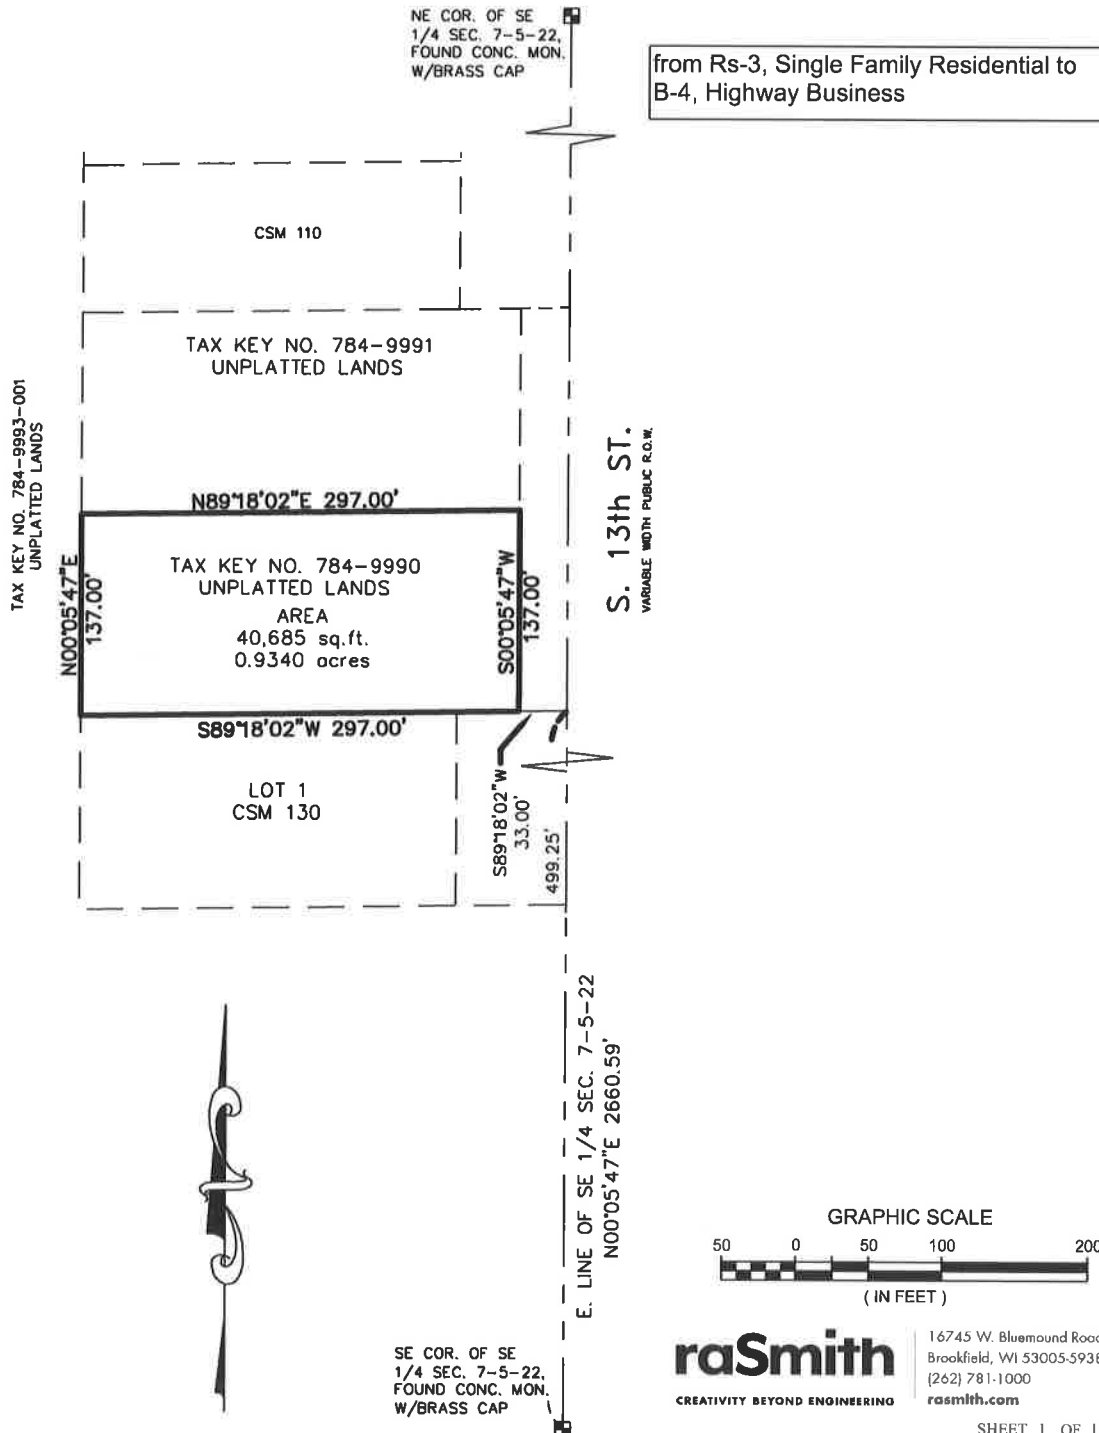 NE COR. OF SE
1/4 SEC. 7-5-22,
FOUND CONC. MON.
W/BRASS CAP
from Rs-3, Single Family Residential to
B-4, Highway Business
CSM 110
TAX KEY NO. 784-9991
UNPLATTED LANDS
TAX KEY NO. 784-9993-001
UNPLATTED LANDS
S. 13th ST.
VARIABLE WIDTH PUBLIC R.O.W.
N89°18'02"E 297.00'
N00°05'47"E
137.00'
TAX KEY NO. 784-9990
UNPLATTED LANDS
AREA
40,685 sq.ft.
0.9340 acres
S00°05'47"W
137.00'
S89°18'02"W 297.00'
LOT 1
CSM 130
S89°18'02"W
33.00'
499.25'
E. LINE OF SE 1/4 SEC. 7-5-22
N00°05'47"E 2660.59'
GRAPHIC SCALE
50 0 50 100 200
( IN FEET )
raSmith
CREATIVITY BEYOND ENGINEERING
16745 W. Bluemound Road
Brookfield, WI 53005-5938
(262) 781-1000
rasmith.com
SE COR. OF SE
1/4 SEC. 7-5-22,
FOUND CONC. MON.
W/BRASS CAP
SHEET 1 OF 1